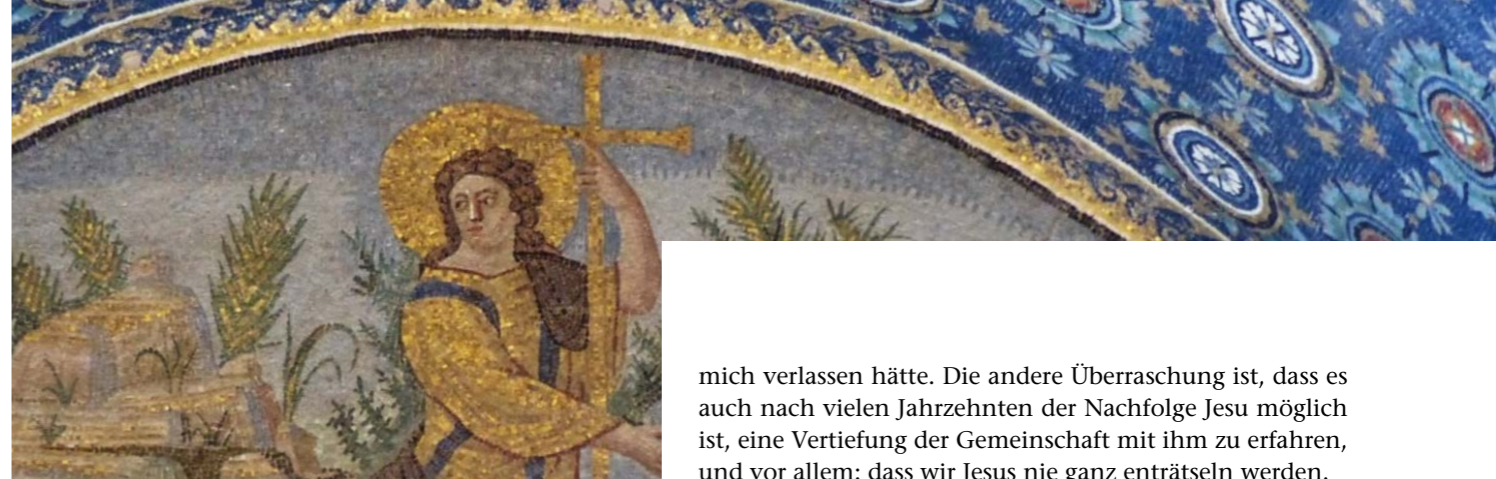 mich verlassen hätte. Die andere Überraschung ist, dass es
auch nach vielen Jahrzehnten der Nachfolge Jesu möglich
ist, eine Vertiefung der Gemeinschaft mit ihm zu erfahren,
und vor allem: dass wir Jesus nie ganz enträtseln werden.